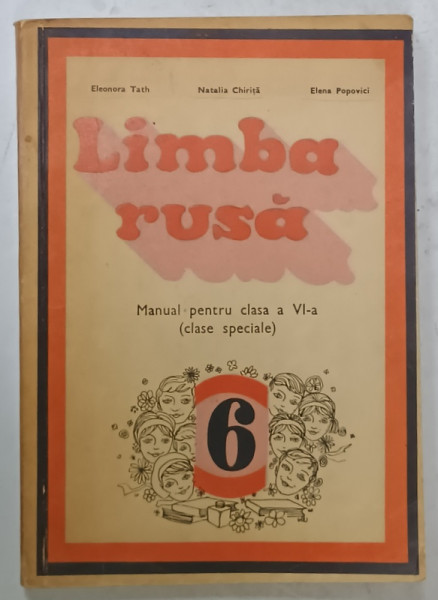 Eleonora Tath Natalia Chiriță Elena Popovici
Limba
rusă
Manual pentru clasa a VI-a
(clase speciale)
6